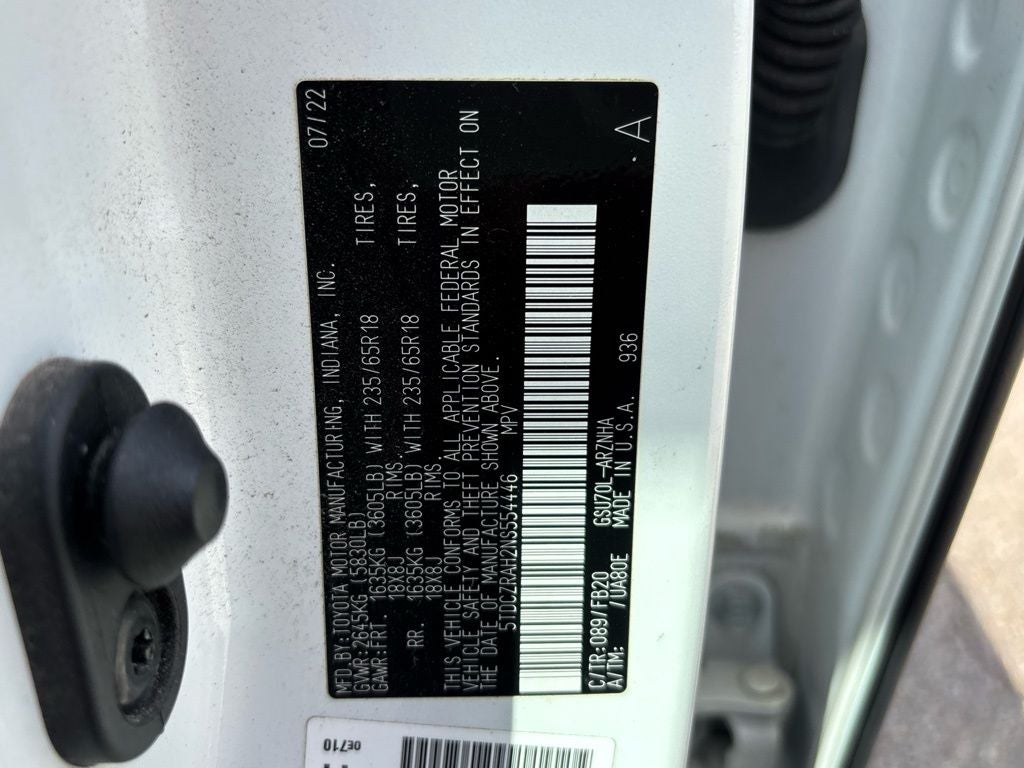 MFD.BY:TOYOTA MOTOR MANUFACTURING, INDIANA, INC. 07/22
GVWR:2645KG (5830LB)
GAWR:FRT. 1635KG (3605LB) WITH 235/65R18 TIRES,
18X8J RIMS
RR. 1635KG (3605LB) WITH 235/65R18 TIRES,
18X8J RIMS
THIS VEHICLE CONFORMS TO ALL APPLICABLE FEDERAL MOTOR
VEHICLE SAFETY AND THEFT PREVENTION STANDARDS IN EFFECT ON
THE DATE OF MANUFACTURE SHOWN ABOVE.
5TDCZRAH2NS554446 MPV
C/TR:089/FB20 GSU70L-ARZNHA
A/TM: /UA80E MADE IN U.S.A. 936 .A
0E710